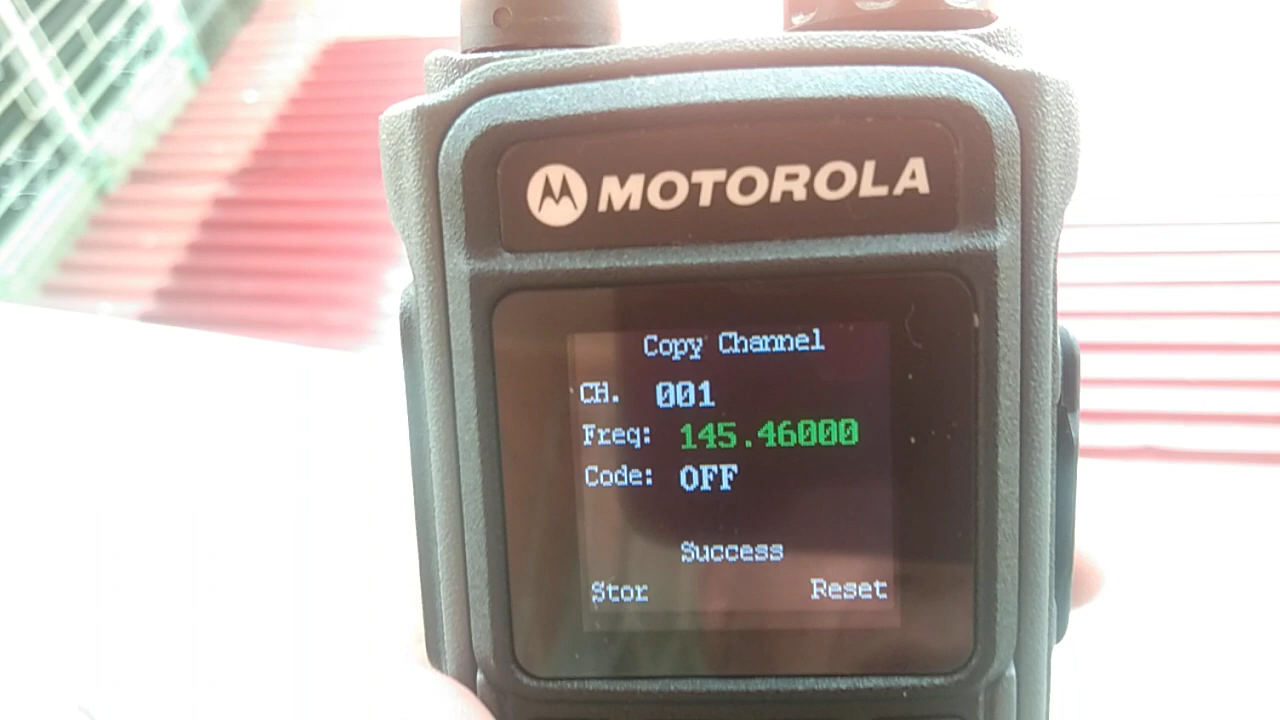 MOTOROLA
Copy Channel
CH. 001
Freq: 145.46000
Code: OFF
Success
Stor Reset